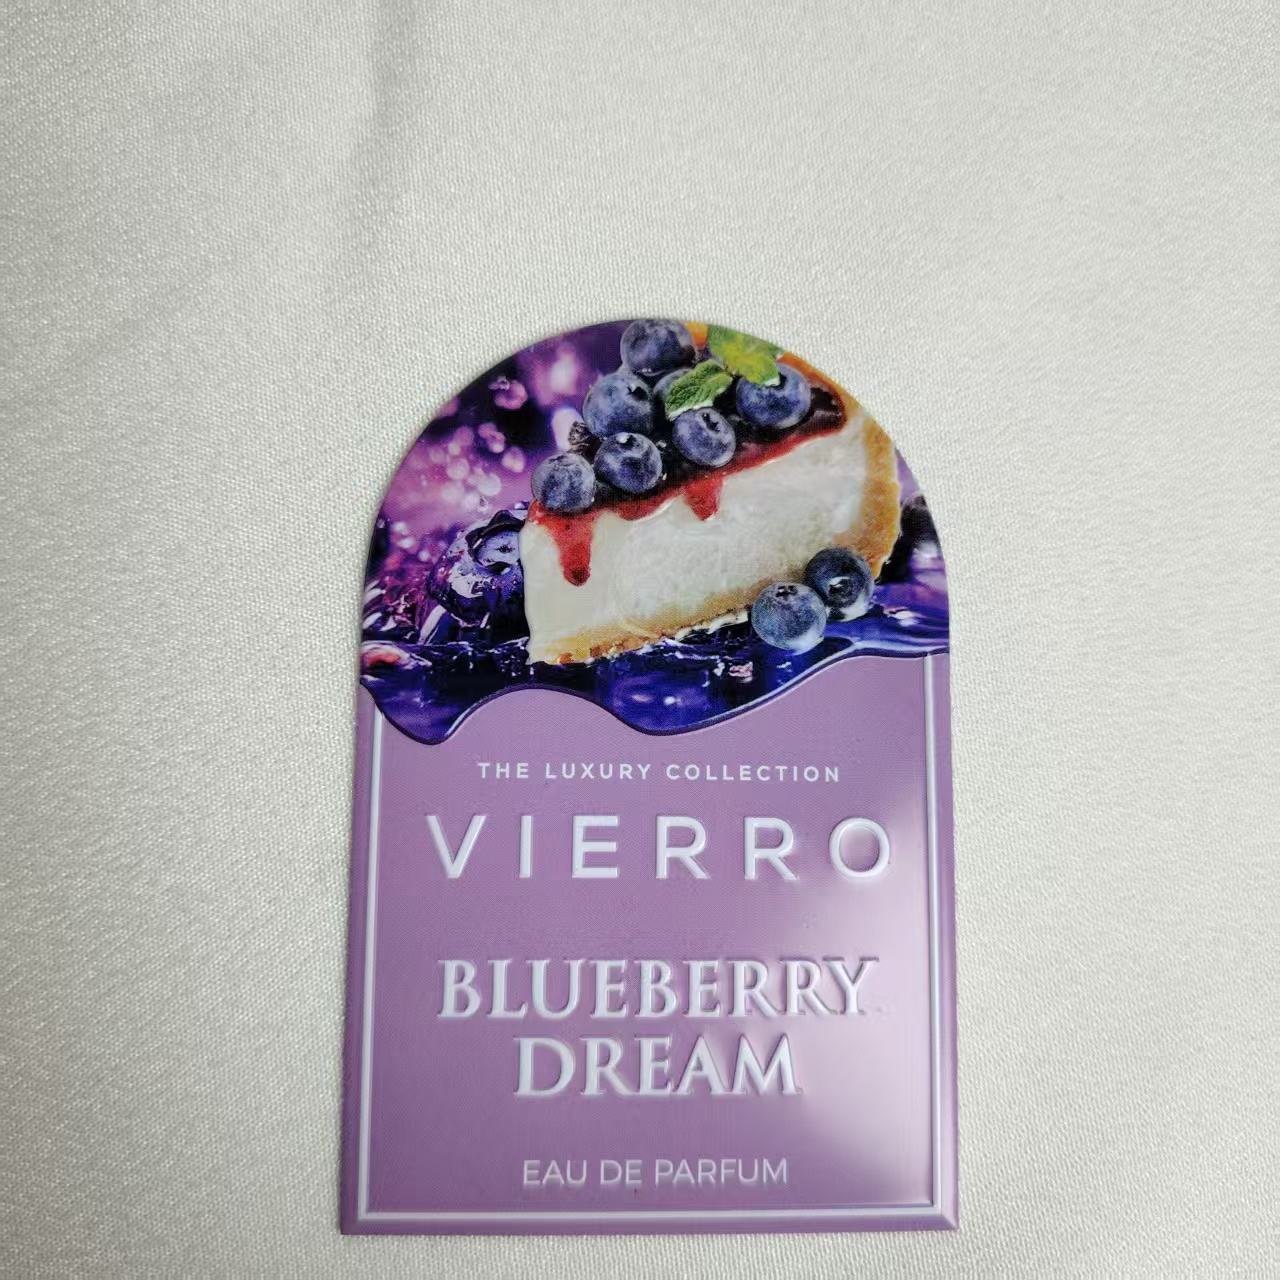 THE LUXURY COLLECTION
VIERRO
BLUEBERRY
DREAM
EAU DE PARFUM